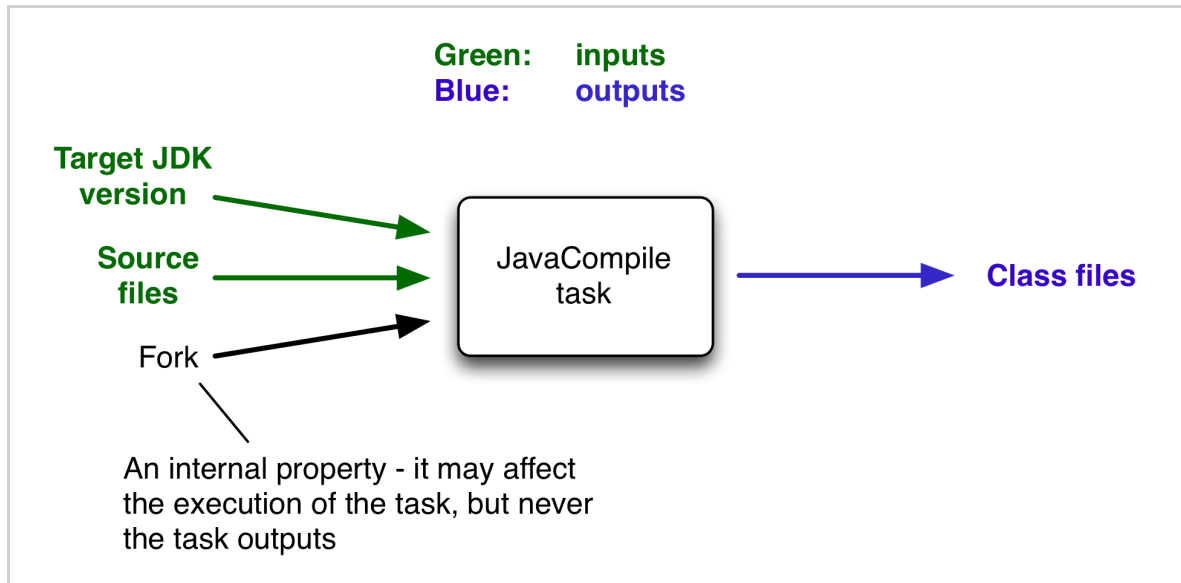 Green: inputs
Blue: outputs
Target JDK
version
Source
files
Fork
JavaCompile
task
Class files
An internal property - it may affect
the execution of the task, but never
the task outputs